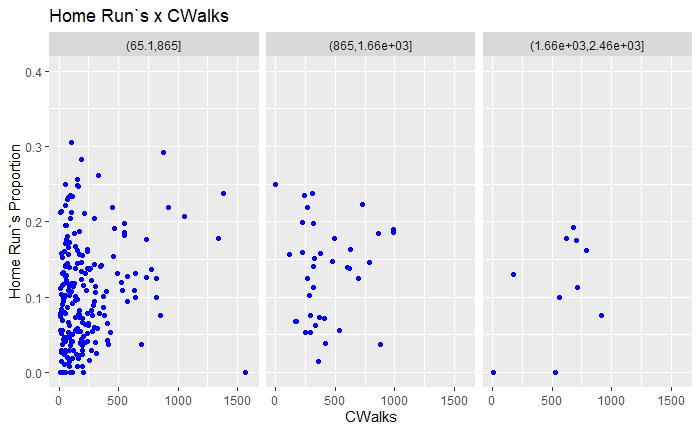 Home Run`s x CWalks
(65.1,865]
(865,1.66e+03]
(1.66e+03,2.46e+03]
Home Run`s Proportion
0.4
0.3
0.2
0.1
0.0
0 500 1000 1500
0 500 1000 1500
0 500 1000 1500
CWalks